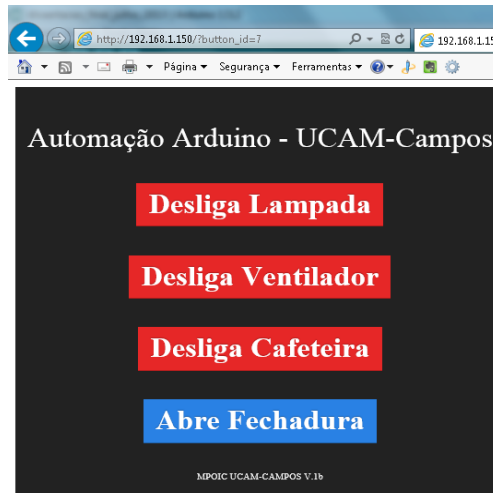 http://192.168.1.150/?button_id=7
192.168.1.15
Página Segurança Ferramentas
Automação Arduino - UCAM-Campos
Desliga Lampada
Desliga Ventilador
Desliga Cafeteira
Abre Fechadura
MPOIC UCAM-CAMPOS V.1b